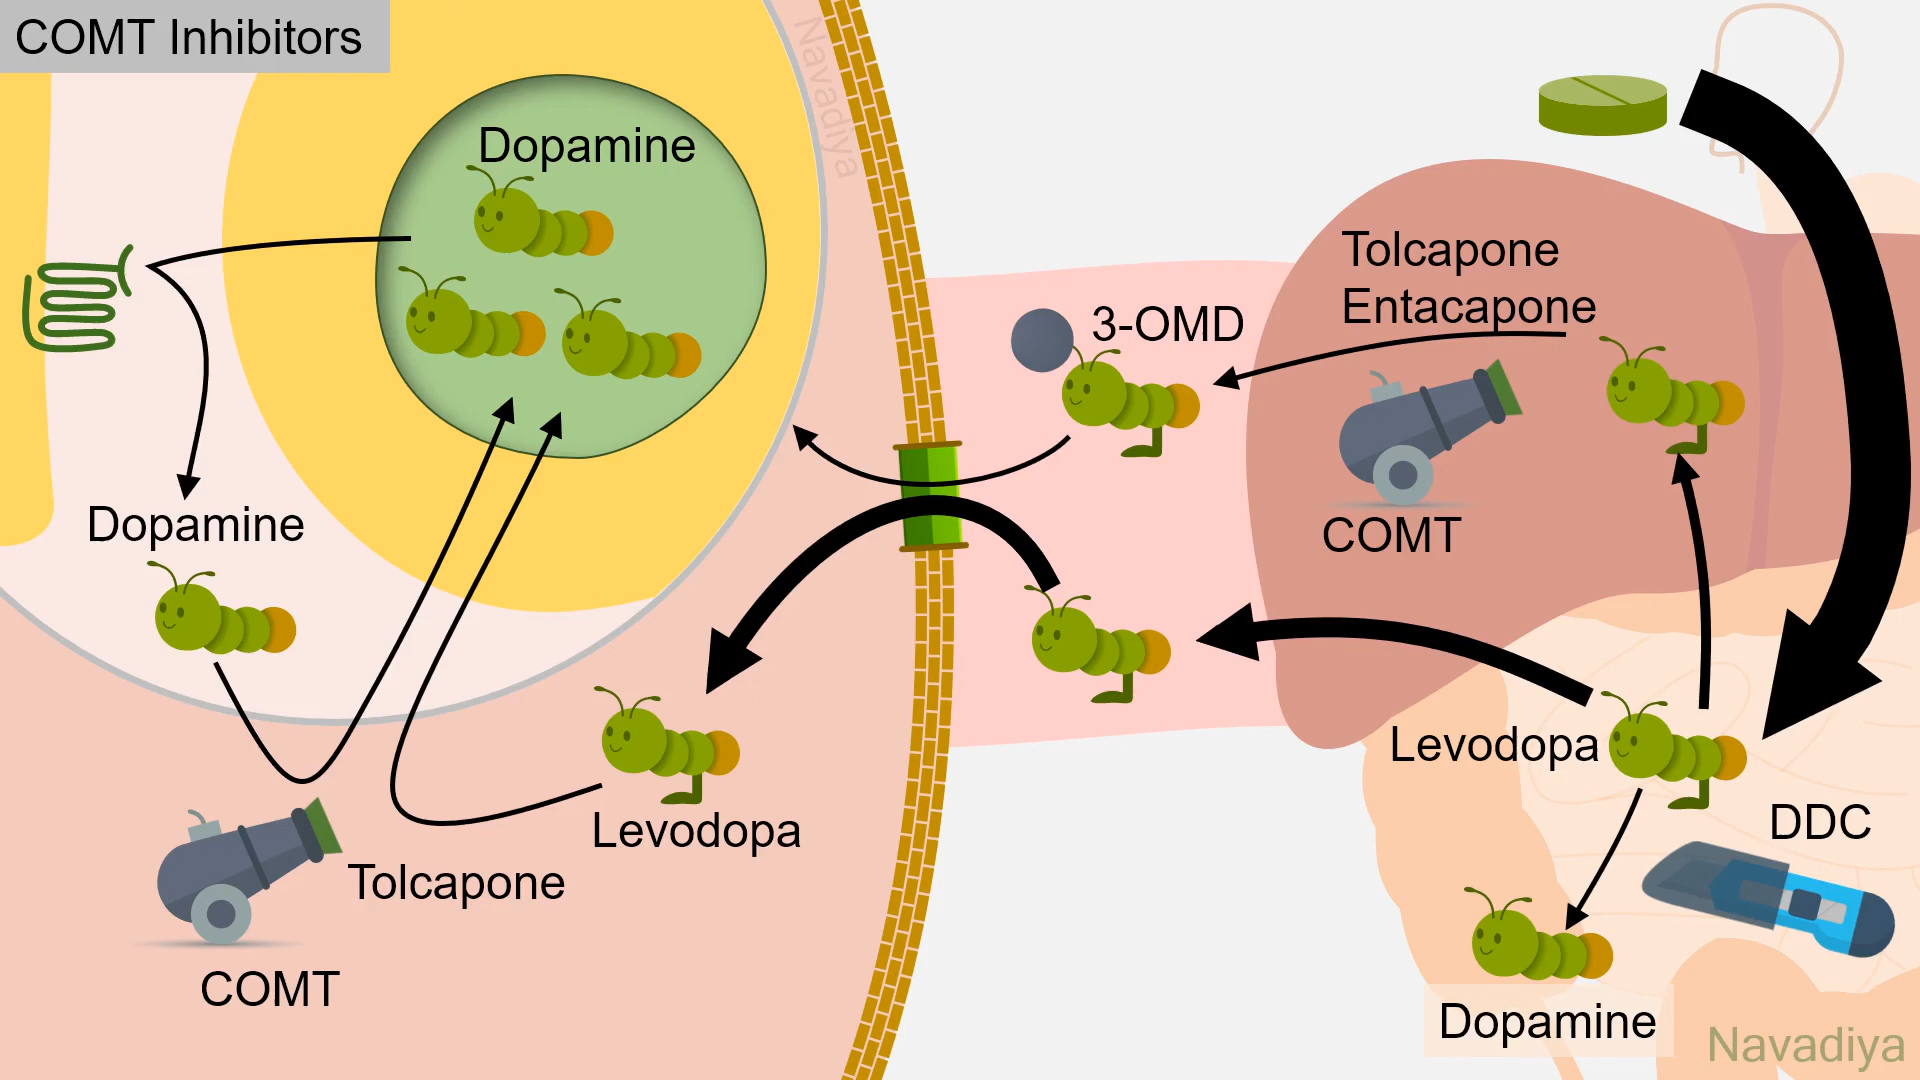 COMT Inhibitors
Navadiya
Dopamine
Tolcapone
Entacapone
3-OMD
Dopamine
COMT
Levodopa
DDC
Levodopa
Tolcapone
COMT
Dopamine
Navadiya